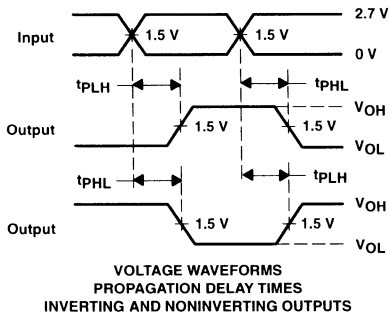 2.7 V
Input
1.5 V
1.5 V
0 V
tPLH
tPHL
VOH
Output
1.5 V
1.5 V
VOL
tPHL
tPLH
VOH
Output
1.5 V
1.5 V
VOL
VOLTAGE WAVEFORMS
PROPAGATION DELAY TIMES
INVERTING AND NONINVERTING OUTPUTS